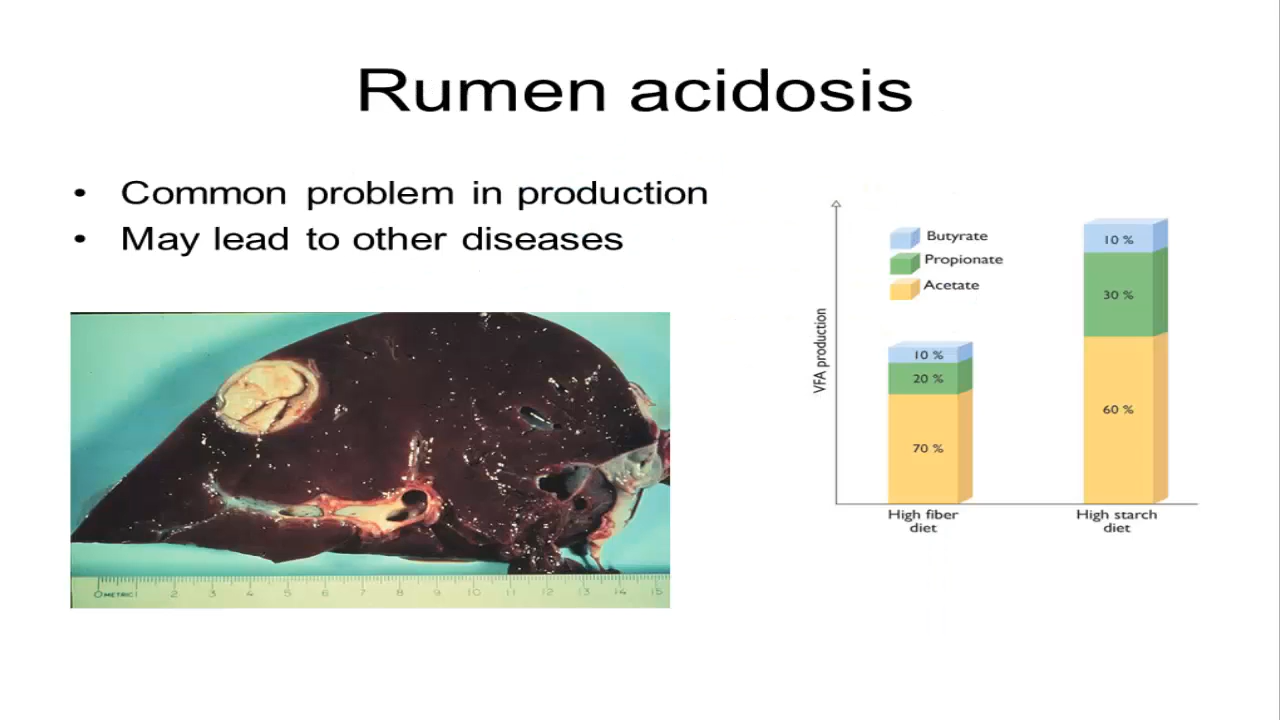 Rumen acidosis
• Common problem in production
• May lead to other diseases
Butyrate
Propionate
Acetate
VFA production
10 %
20 %
70 %
10 %
30 %
60 %
High fiber
diet
High starch
diet
0 METRIC 1 2 3 4 5 6 7 8 9 10 11 12 13 14 15